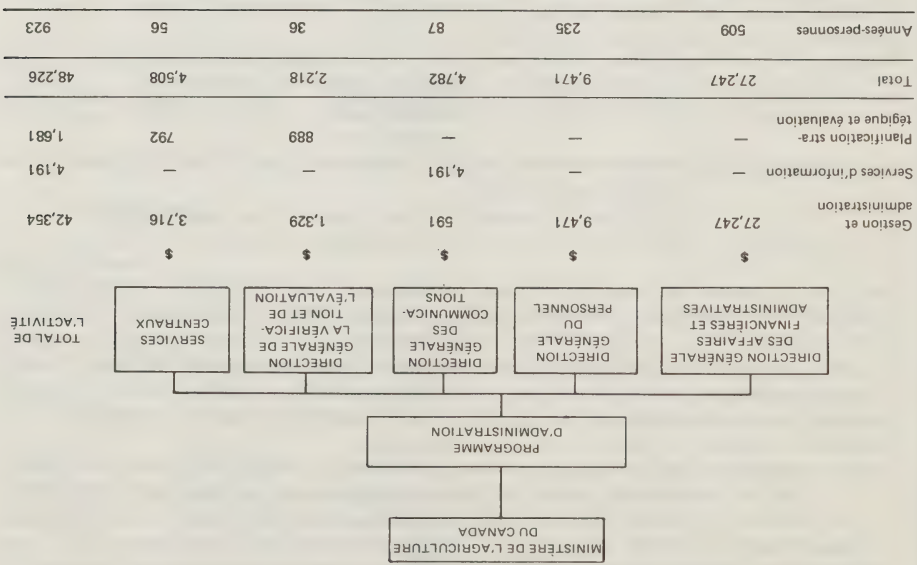 MINISTÈRE DE L'AGRICULTURE
DU CANADA
PROGRAMME
D'ADMINISTRATION
DIRECTION GÉNÉRALE
DES AFFAIRES
FINANCIÈRES ET
ADMINISTRATIVES
DIRECTION
GÉNÉRALE
DU
PERSONNEL
DIRECTION
GÉNÉRALE
DES
COMMUNICA-
TIONS
DIRECTION
GÉNÉRALE DE
LA VÉRIFICA-
TION ET DE
L'ÉVALUATION
SERVICES
CENTRAUX
TOTAL DE
L'ACTIVITÉ
$ $ $ $ $
Gestion et
administration 27,247 9,471 591 1,329 3,716 42,354
Services d'information — — 4,191 — — 4,191
Planification stra-
tégique et évaluation — — — 889 792 1,681
Total 27,247 9,471 4,782 2,218 4,508 48,226
Années-personnes 509 235 87 36 56 923